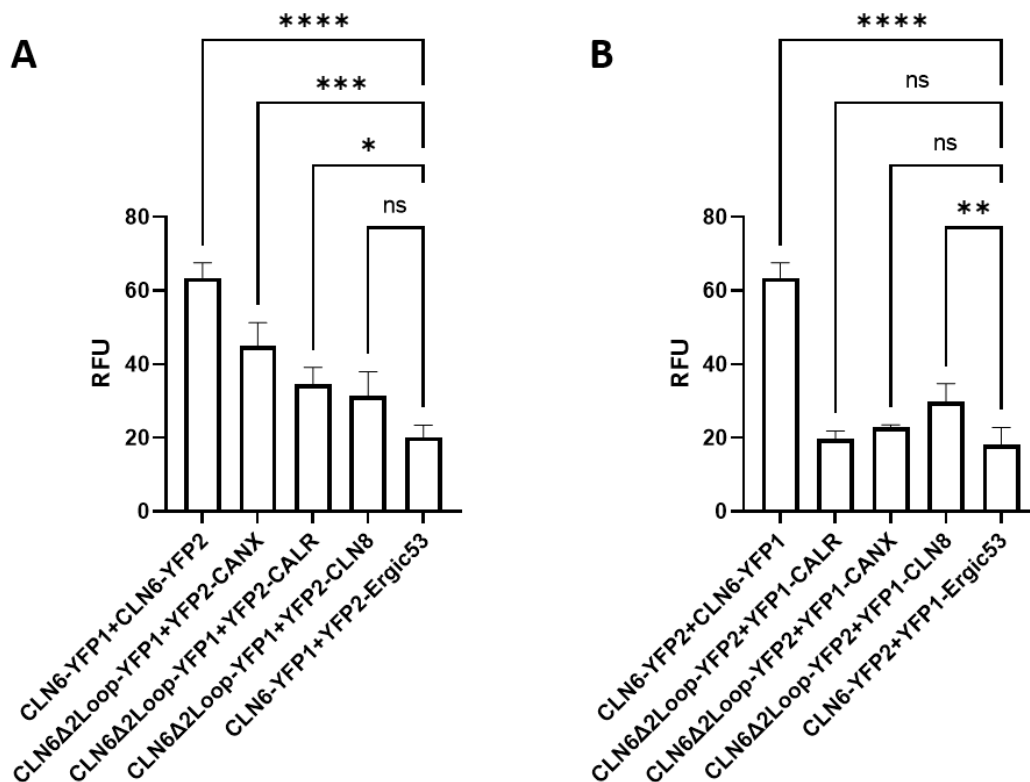 A
****
***
*
ns
80
60
40
20
0
RFU
CLN6-YFP1+CLN6-YFP2
CLN6Δ2Loop-YFP1+YFP2-CANX
CLN6Δ2Loop-YFP1+YFP2-CALR
CLN6Δ2Loop-YFP1+YFP2-CLN8
CLN6-YFP1+YFP2-Ergic53
B
****
ns
ns
**
80
60
40
20
0
RFU
CLN6-YFP2+CLN6-YFP1
CLN6Δ2Loop-YFP2+YFP1-CALR
CLN6Δ2Loop-YFP2+YFP1-CANX
CLN6Δ2Loop-YFP2+YFP1-CLN8
CLN6-YFP2+YFP1-Ergic53